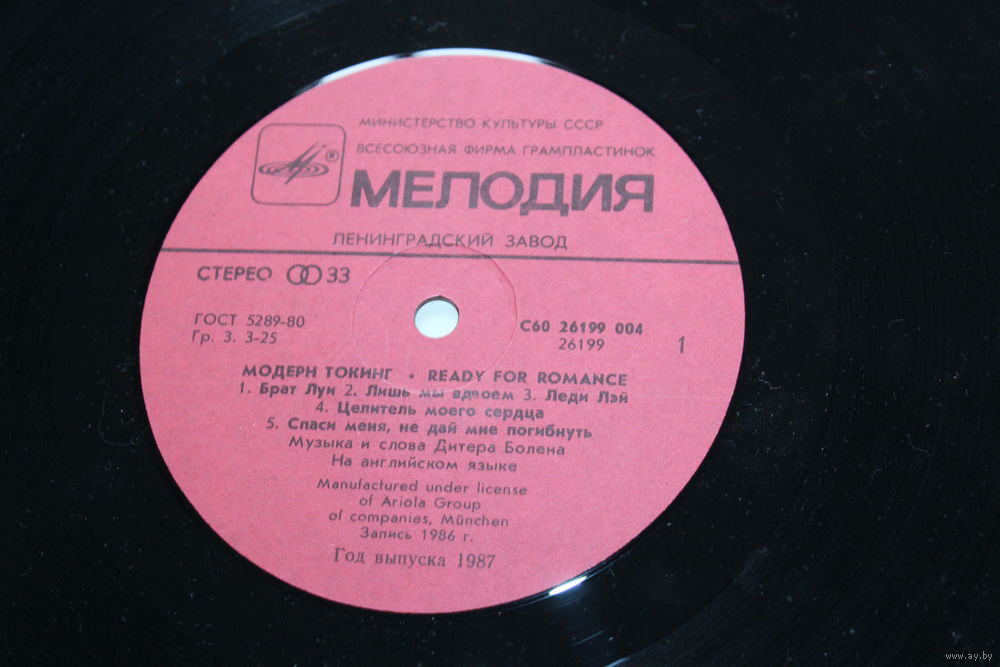 МИНИСТЕРСТВО КУЛЬТУРЫ СССР
ВСЕСОЮЗНАЯ ФИРМА ГРАМПЛАСТИНОК
®
МЕЛОДИЯ
ЛЕНИНГРАДСКИЙ ЗАВОД
СТЕРЕО 33
ГОСТ 5289-80
Гр. 3. 3-25
С60 26199 004
26199
1
МОДЕРН ТОКИНГ • READY FOR ROMANCE
1. Брат Луи 2. Лишь мы вдвоем 3. Леди Лэй
4. Целитель моего сердца
5. Спаси меня, не дай мне погибнуть
Музыка и слова Дитера Болена
На английском языке
Manufactured under license
of Ariola Group
of companies, München
Запись 1986 г.
Год выпуска 1987
www.ay.by